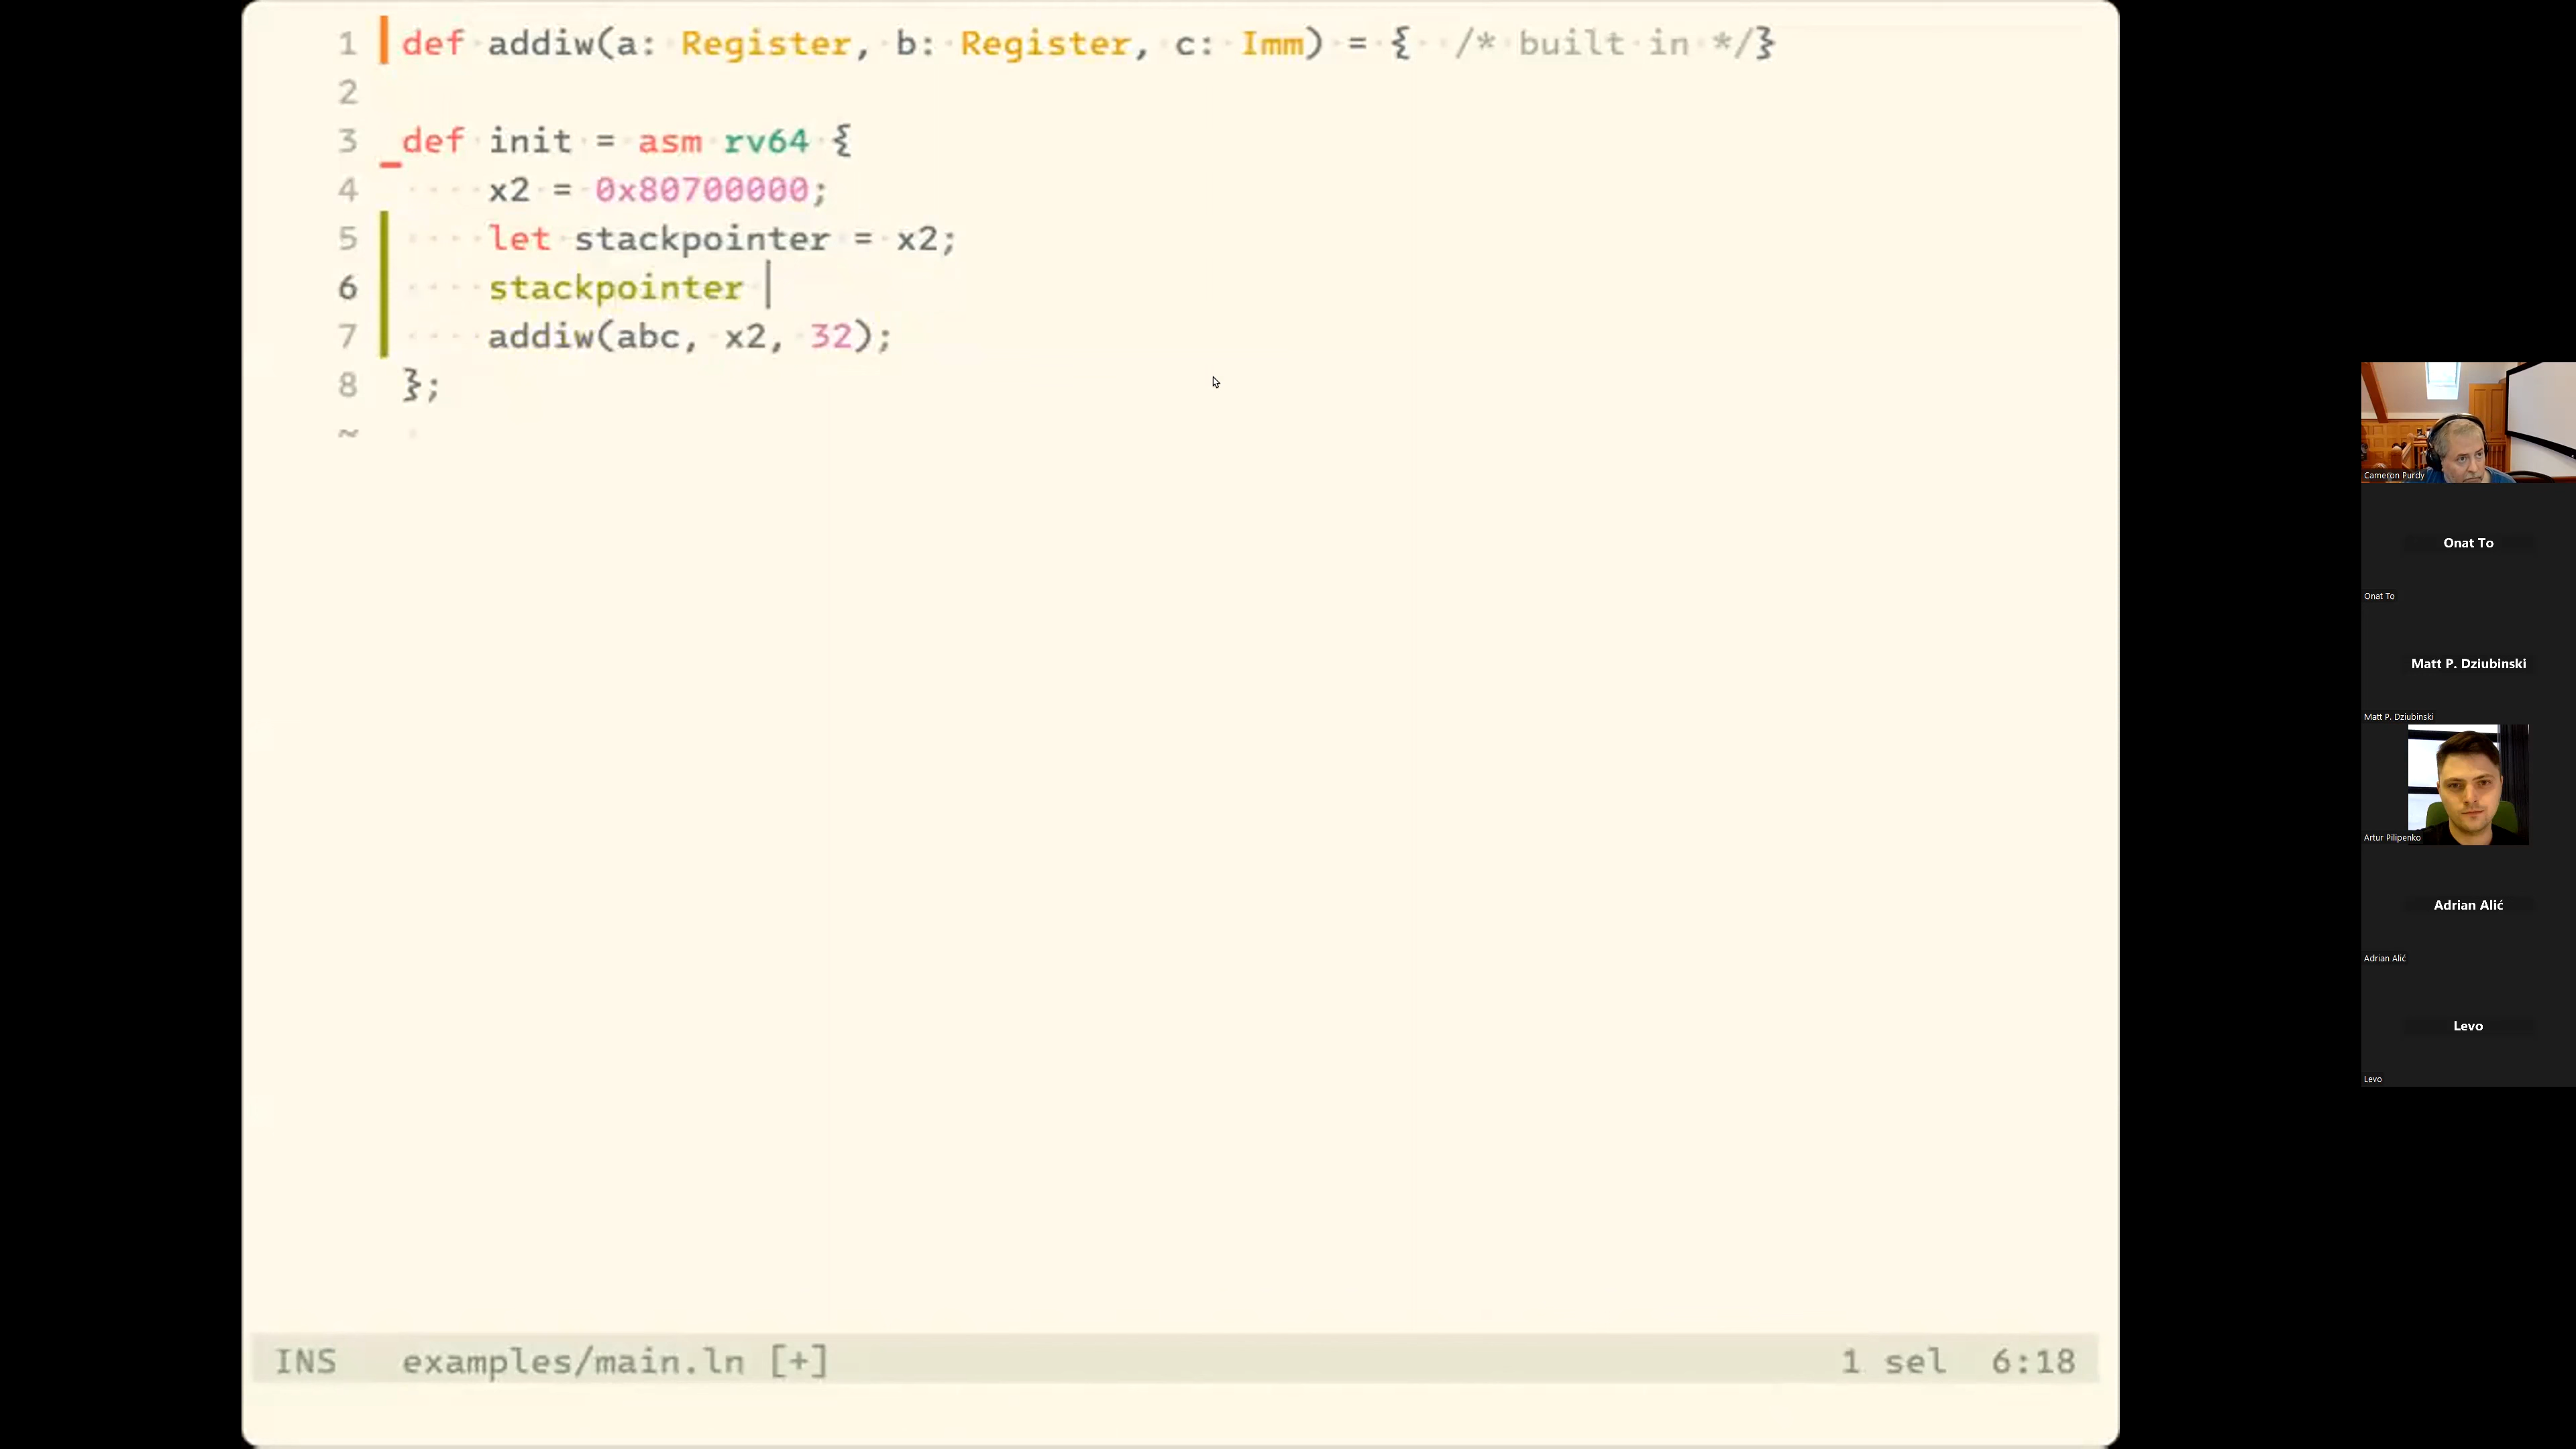 1 def addiw(a: Register, b: Register, c: Imm) = { /* built in */}
2
3 def init = asm rv64 {
4 x2 = 0x80700000;
5 let stackpointer = x2;
6 stackpointer
7 addiw(abc, x2, 32);
8 };
~
INS examples/main.ln [+] 1 sel 6:18
Cameron Purdy
Onat To
Onat To
Matt P. Dziubinski
Matt P. Dziubinski
Artur Pilipenko
Adrian Alić
Adrian Alić
Levo
Levo